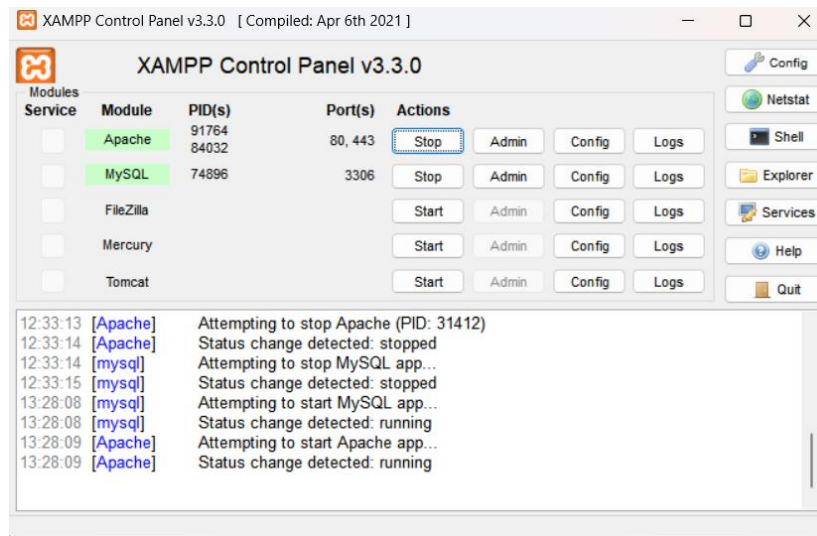 XAMPP Control Panel v3.3.0 [ Compiled: Apr 6th 2021 ]
XAMPP Control Panel v3.3.0
Config
Modules
Service Module PID(s) Port(s) Actions
Netstat
Apache 91764 84032 80, 443 Stop Admin Config Logs
Shell
MySQL 74896 3306 Stop Admin Config Logs
Explorer
FileZilla Start Admin Config Logs
Services
Mercury Start Admin Config Logs
Help
Tomcat Start Admin Config Logs
Quit
12:33:13 [Apache] Attempting to stop Apache (PID: 31412)
12:33:14 [Apache] Status change detected: stopped
12:33:14 [mysql] Attempting to stop MySQL app...
12:33:15 [mysql] Status change detected: stopped
13:28:08 [mysql] Attempting to start MySQL app...
13:28:08 [mysql] Status change detected: running
13:28:09 [Apache] Attempting to start Apache app...
13:28:09 [Apache] Status change detected: running